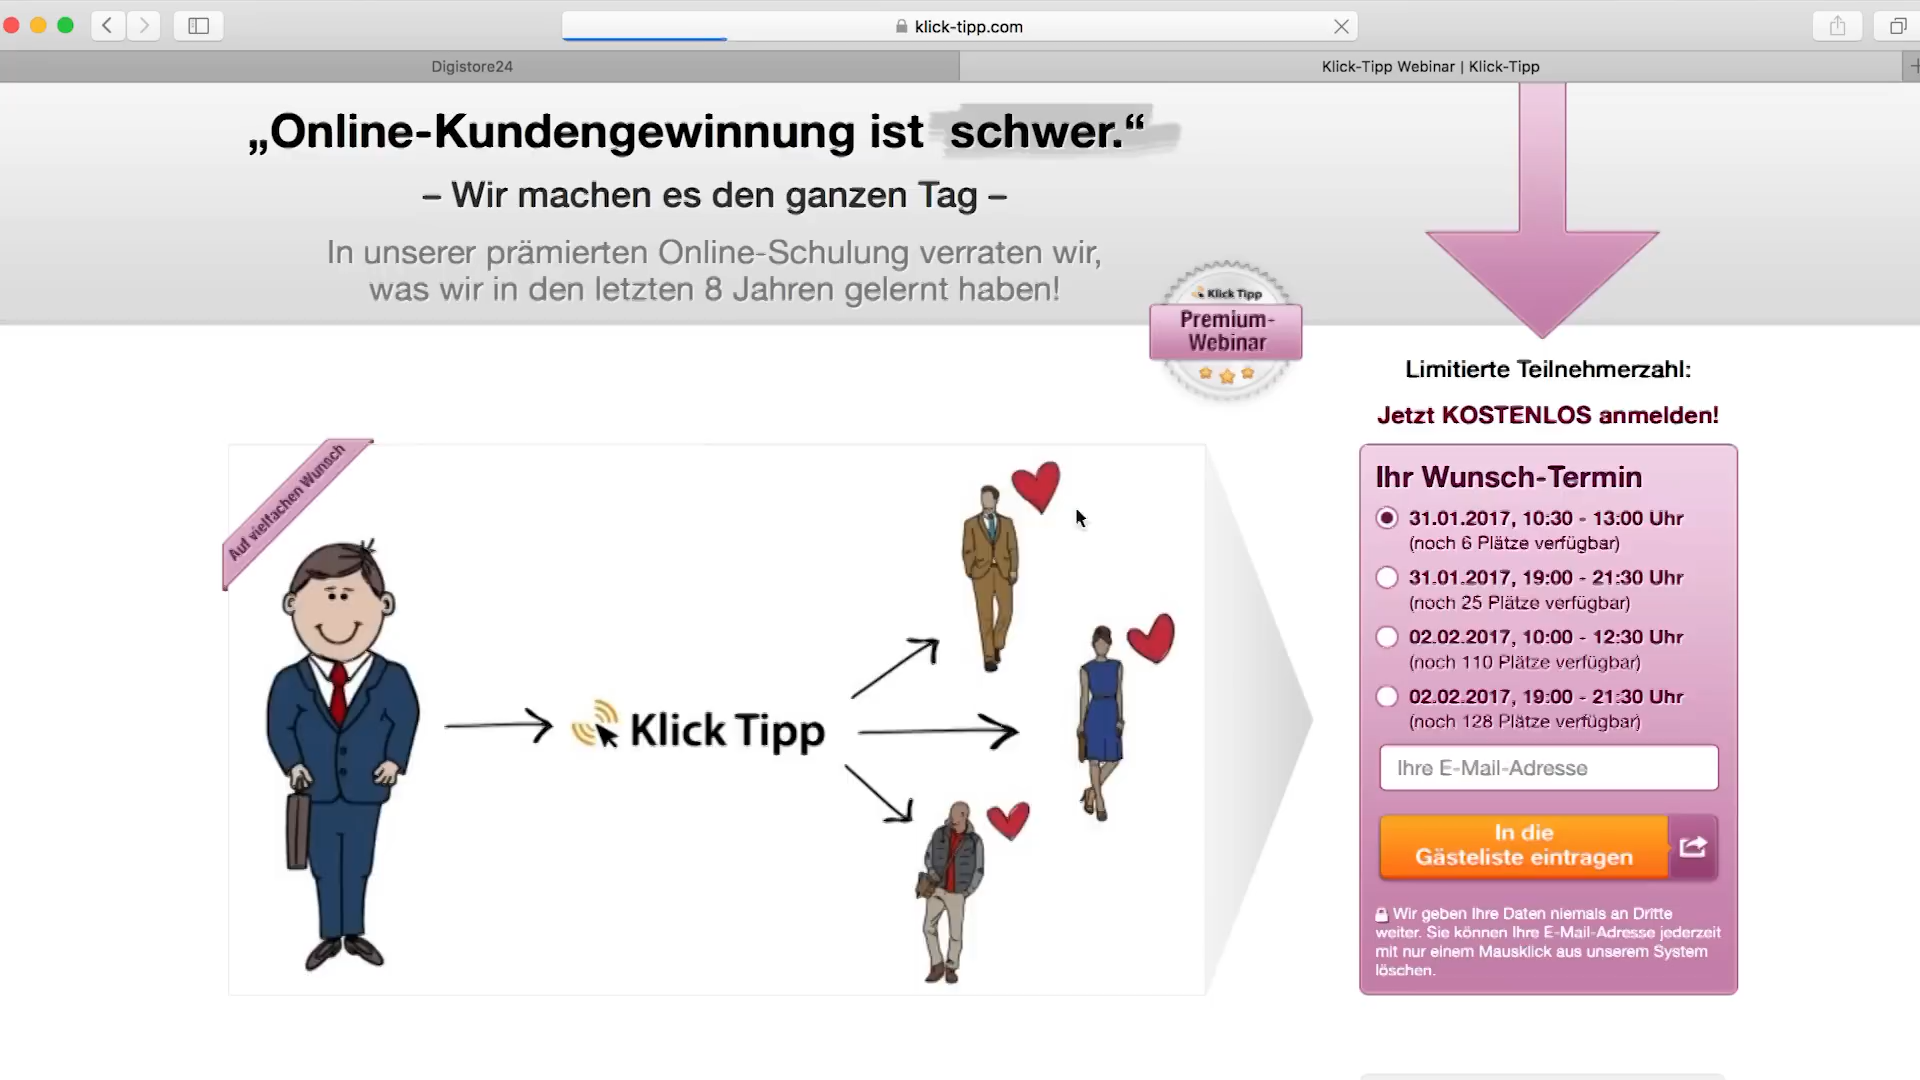 klick-tipp.com
Digistore24
Klick-Tipp Webinar | Klick-Tipp
„Online-Kundengewinnung ist schwer.“
– Wir machen es den ganzen Tag –
In unserer prämierten Online-Schulung verraten wir,
was wir in den letzten 8 Jahren gelernt haben!
Klick Tipp
Premium-
Webinar
Limitierte Teilnehmerzahl:
Jetzt KOSTENLOS anmelden!
Auf vielfachen Wunsch
Klick Tipp
Ihr Wunsch-Termin
31.01.2017, 10:30 - 13:00 Uhr
(noch 6 Plätze verfügbar)
31.01.2017, 19:00 - 21:30 Uhr
(noch 25 Plätze verfügbar)
02.02.2017, 10:00 - 12:30 Uhr
(noch 110 Plätze verfügbar)
02.02.2017, 19:00 - 21:30 Uhr
(noch 128 Plätze verfügbar)
Ihre E-Mail-Adresse
In die
Gästeliste eintragen
Wir geben Ihre Daten niemals an Dritte
weiter. Sie können Ihre E-Mail-Adresse jederzeit
mit nur einem Mausklick aus unserem System
löschen.